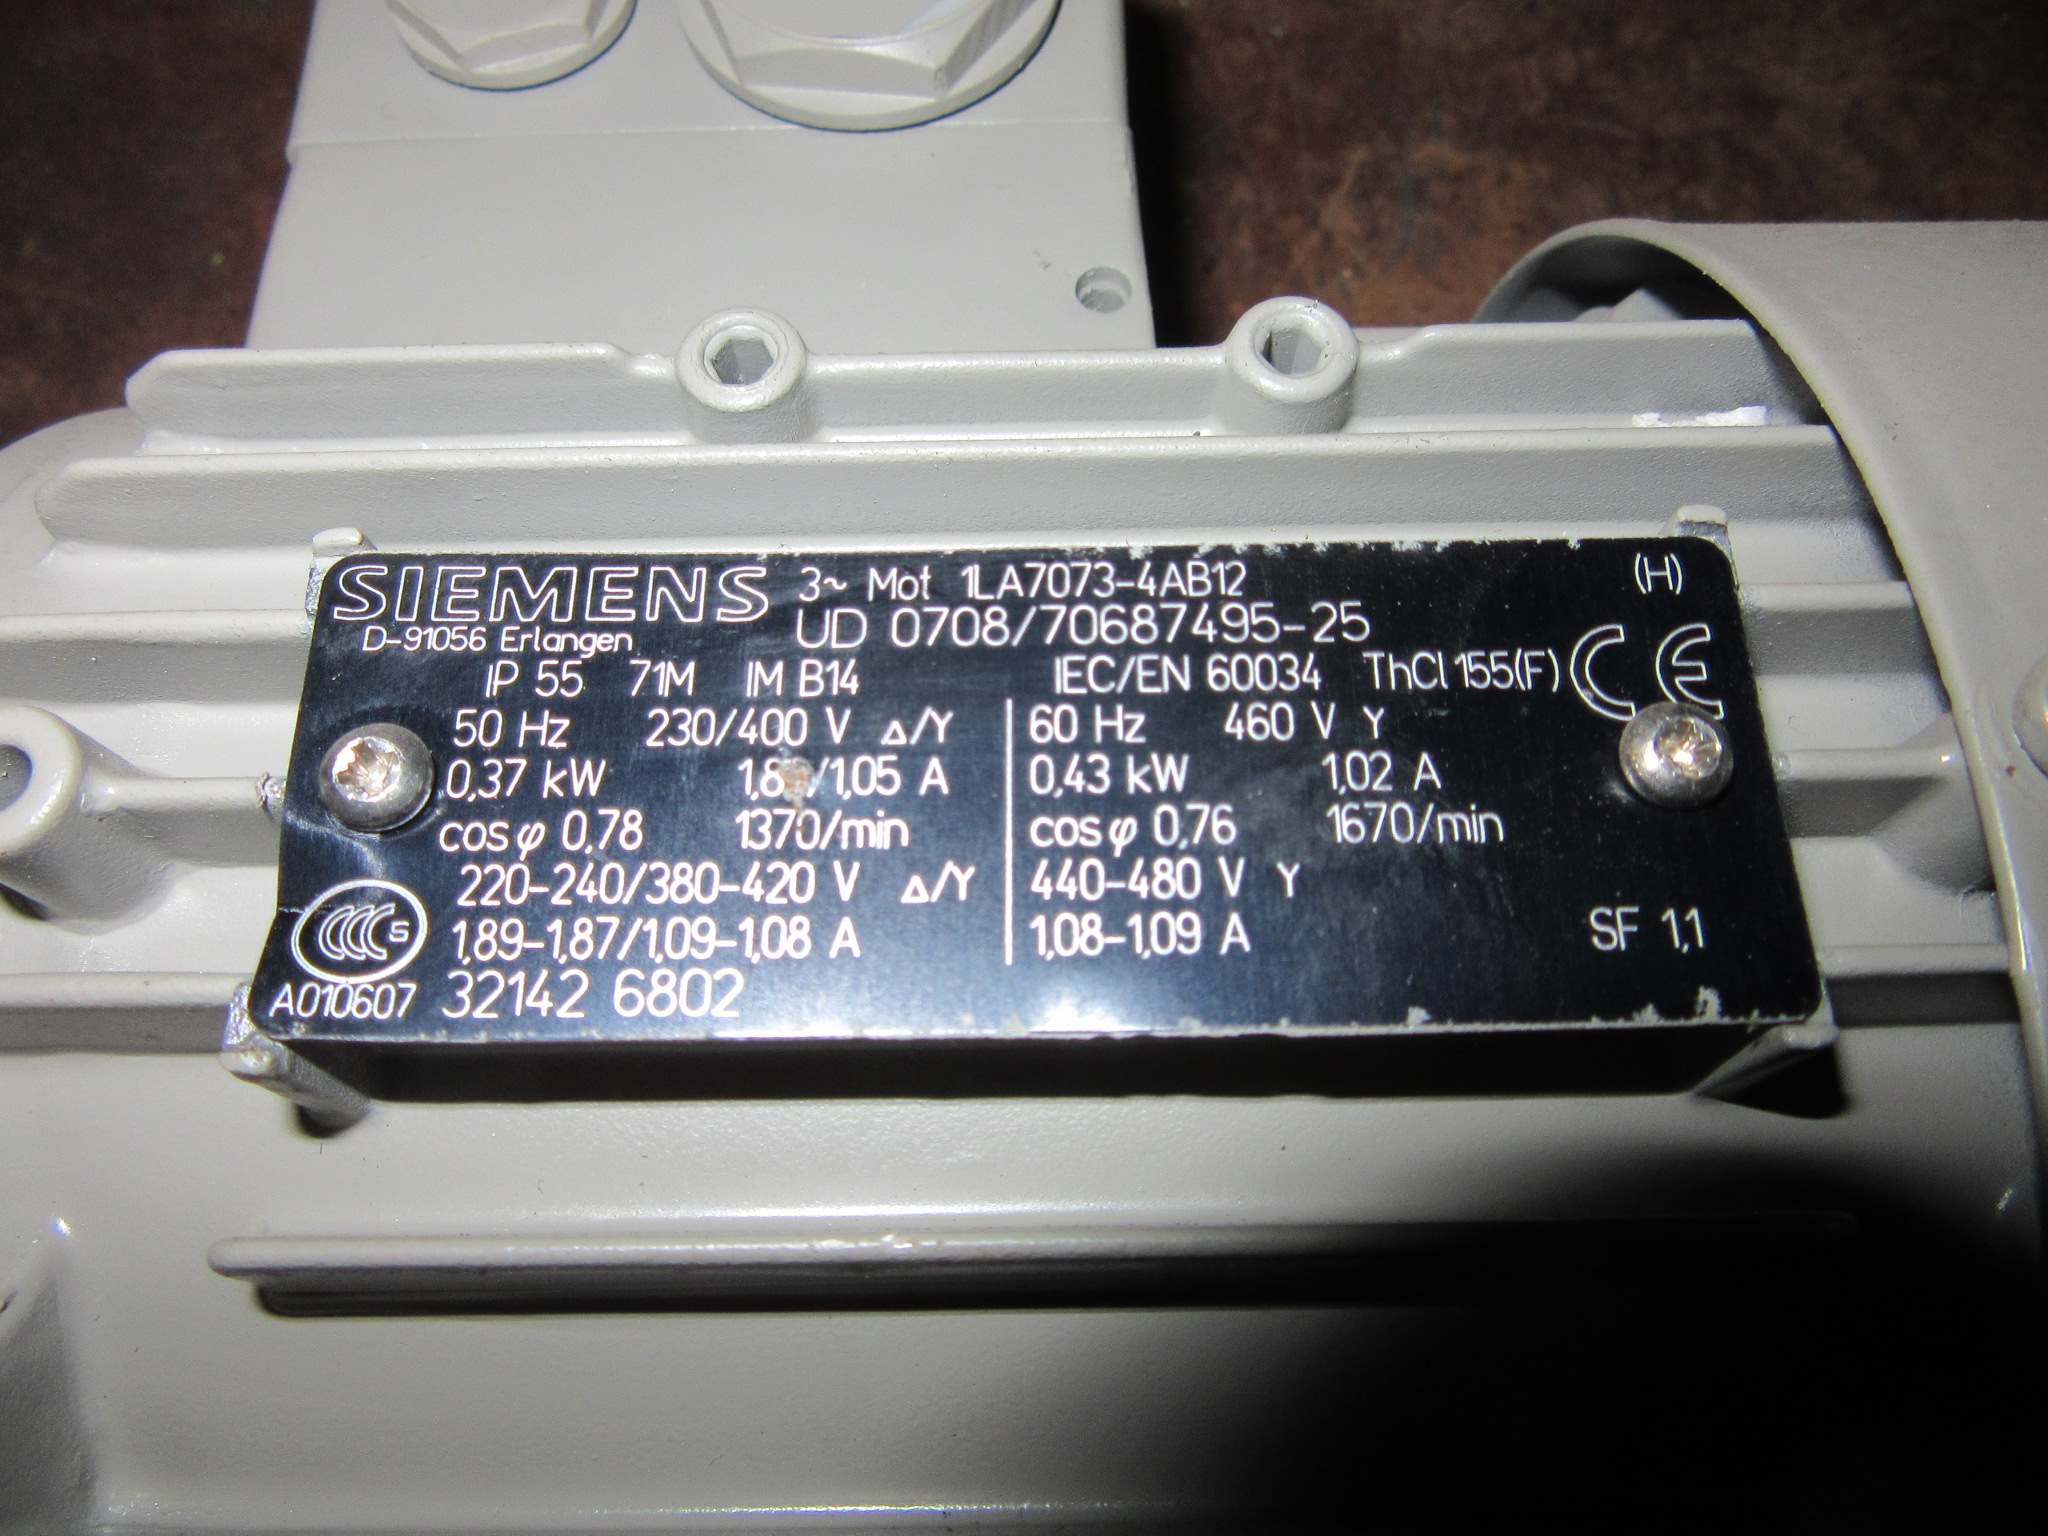 SIEMENS 3~ Mot 1LA7073-4AB12 (H)
D-91056 Erlangen UD 0708/70687495-25
IP 55 71M IM B14 IEC/EN 60034 ThCl 155(F) CE
50 Hz 230/400 V Δ/Y 60 Hz 460 V Y
0,37 kW /1,05 A 0,43 kW 1,02 A
cosφ 0,78 1370/min cosφ 0,76 1670/min
220-240/380-420 V Δ/Y 440-480 V Y
1,89-1,87/1,09-1,08 A 1,08-1,09 A SF 1,1
CCC S
A010607 32142 6802